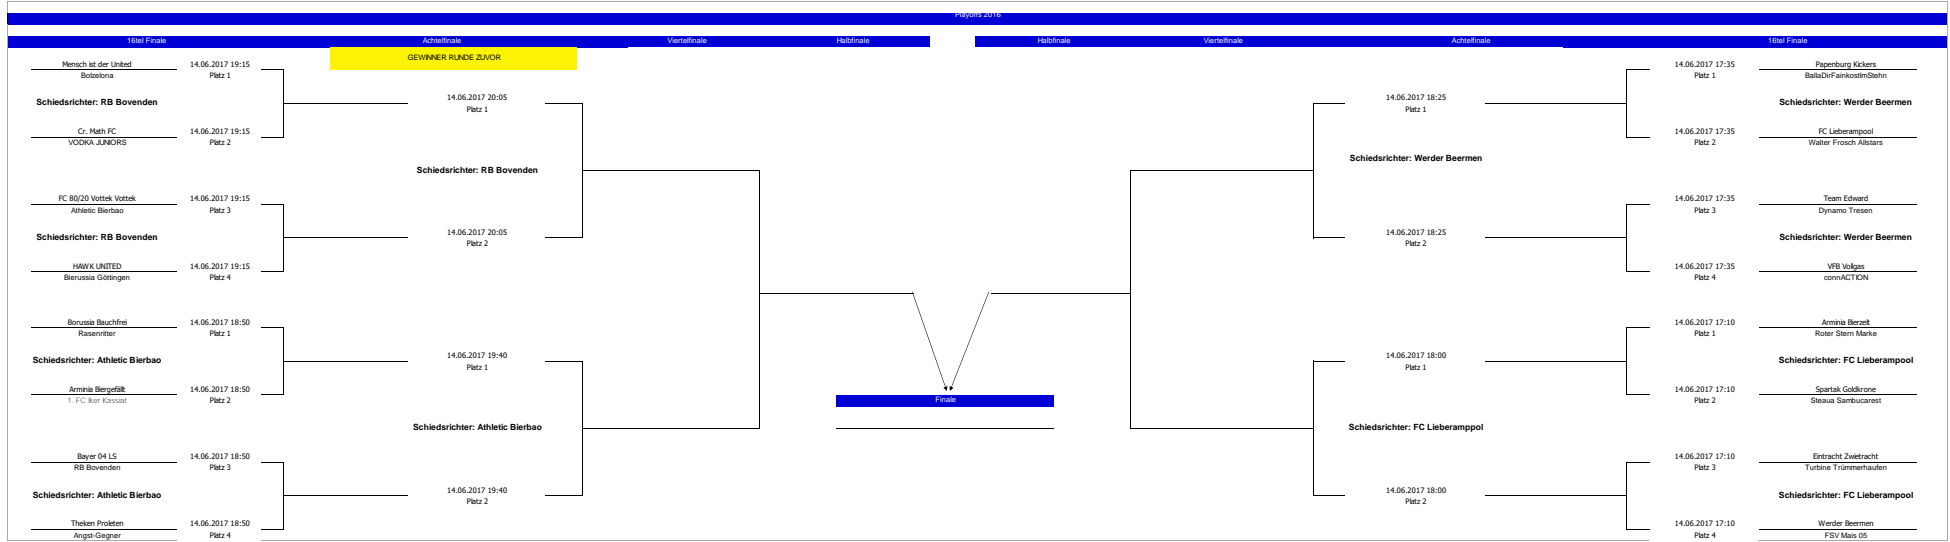 Playoffs 2016
16tel Finale
Achtelfinale
Viertelfinale
Halbfinale
Halbfinale
Viertelfinale
Achtelfinale
16tel Finale
GEWINNER RUNDE ZUVOR
Mensch ist der United
14.06.2017 19:15
Bolzelona
Platz 1
Schiedsrichter: RB Bovenden
Cr. Math FC
14.06.2017 19:15
VODKA JUNIORS
Platz 2
FC 80/20 Vottek Vottek
14.06.2017 19:15
Athletic Bierbao
Platz 3
Schiedsrichter: RB Bovenden
HAWK UNITED
14.06.2017 19:15
Bierussia Göttingen
Platz 4
Borussia Bauchfrei
14.06.2017 18:50
Rasenritter
Platz 1
Schiedsrichter: Athletic Bierbao
Arminia Biergefällt
14.06.2017 18:50
1. FC Iker Kassiat
Platz 2
Bayer 04 LS
14.06.2017 18:50
RB Bovenden
Platz 3
Schiedsrichter: Athletic Bierbao
Theken Proleten
14.06.2017 18:50
Angst-Gegner
Platz 4
14.06.2017 20:05
Platz 1
Schiedsrichter: RB Bovenden
14.06.2017 20:05
Platz 2
14.06.2017 19:40
Platz 1
Schiedsrichter: Athletic Bierbao
14.06.2017 19:40
Platz 2
Finale
14.06.2017 18:25
Platz 1
Schiedsrichter: Werder Beermen
14.06.2017 18:25
Platz 2
14.06.2017 18:00
Platz 1
Schiedsrichter: FC Lieberamppol
14.06.2017 18:00
Platz 2
14.06.2017 17:35
Papenburg Kickers
Platz 1
BallaDirFainkostImStehn
Schiedsrichter: Werder Beermen
14.06.2017 17:35
FC Lieberampool
Platz 2
Walter Frosch Allstars
14.06.2017 17:35
Team Edward
Platz 3
Dynamo Tresen
Schiedsrichter: Werder Beermen
14.06.2017 17:35
VFB Vollgas
Platz 4
connACTION
14.06.2017 17:10
Arminia Bierzelt
Platz 1
Roter Stern Marke
Schiedsrichter: FC Lieberampool
14.06.2017 17:10
Spartak Goldkrone
Platz 2
Steaua Sambucarest
14.06.2017 17:10
Eintracht Zwietracht
Platz 3
Turbine Trümmerhaufen
Schiedsrichter: FC Lieberampool
14.06.2017 17:10
Werder Beermen
Platz 4
FSV Mais 05